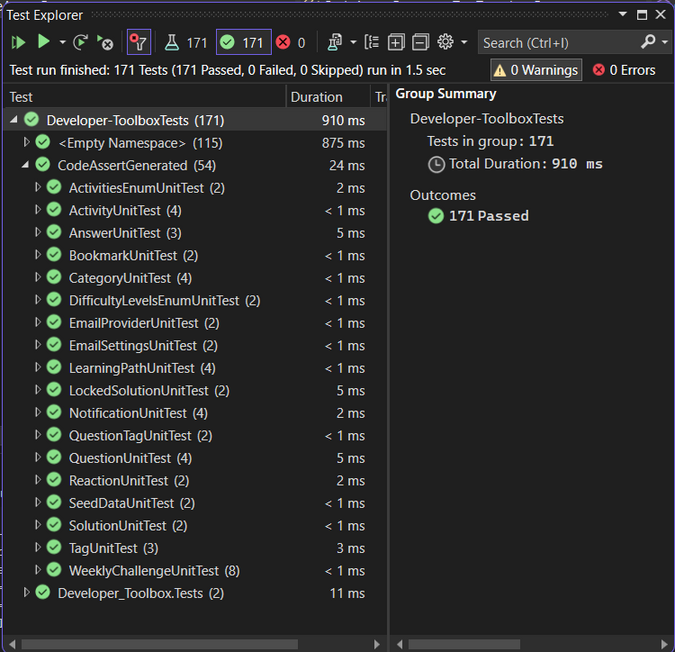 Test Explorer
171 171 0 Search (Ctrl+I)
Test run finished: 171 Tests (171 Passed, 0 Failed, 0 Skipped) run in 1.5 sec 0 Warnings 0 Errors
Test Duration Tr
Developer-ToolboxTests (171) 910 ms
<Empty Namespace> (115) 875 ms
CodeAssertGenerated (54) 24 ms
ActivitiesEnumUnitTest (2) 2 ms
ActivityUnitTest (4) < 1 ms
AnswerUnitTest (3) 5 ms
BookmarkUnitTest (2) < 1 ms
CategoryUnitTest (4) < 1 ms
DifficultyLevelsEnumUnitTest (2) < 1 ms
EmailProviderUnitTest (2) < 1 ms
EmailSettingsUnitTest (2) < 1 ms
LearningPathUnitTest (4) < 1 ms
LockedSolutionUnitTest (2) 5 ms
NotificationUnitTest (4) 2 ms
QuestionTagUnitTest (2) < 1 ms
QuestionUnitTest (4) 5 ms
ReactionUnitTest (2) 2 ms
SeedDataUnitTest (2) < 1 ms
SolutionUnitTest (2) < 1 ms
TagUnitTest (3) 3 ms
WeeklyChallengeUnitTest (8) < 1 ms
Developer_Toolbox.Tests (2) 11 ms
Group Summary
Developer-ToolboxTests
Tests in group: 171
Total Duration: 910 ms
Outcomes
171 Passed